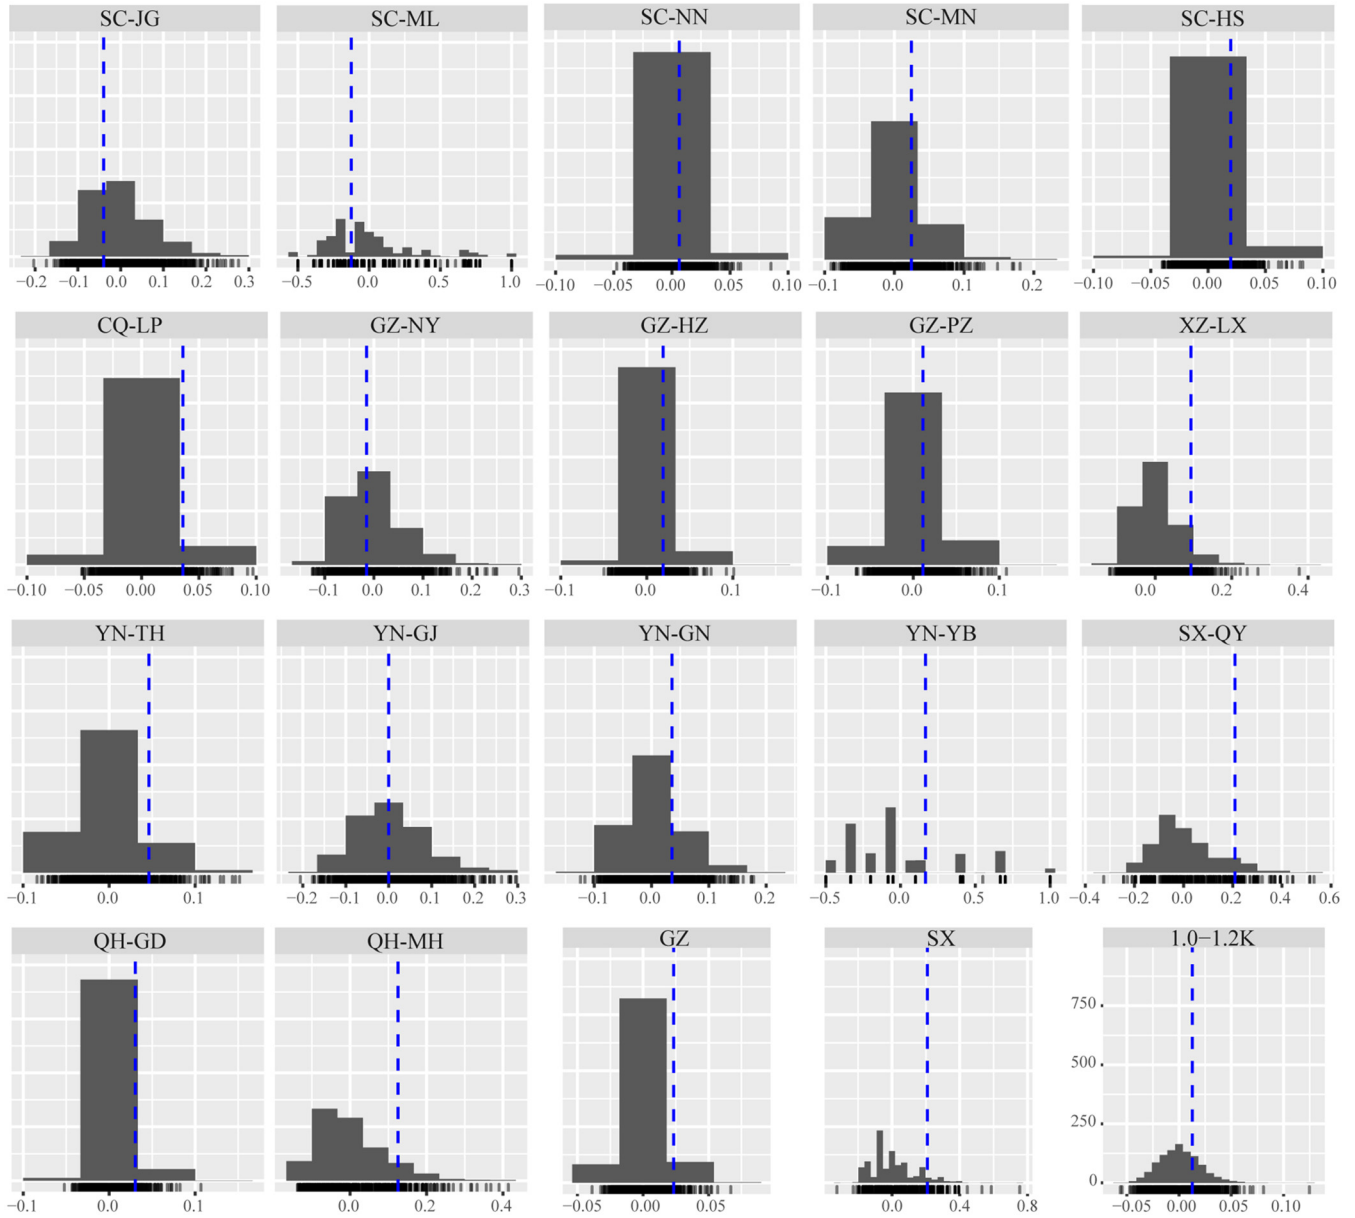 SC-JG SC-ML SC-NN SC-MN SC-HS
−0.2 −0.1 0.0 0.1 0.2 0.3 −0.5 0.0 0.5 1.0 −0.10 −0.05 0.00 0.05 0.10 −0.1 0.0 0.1 0.2 −0.10 −0.05 0.00 0.05 0.10
CQ-LP GZ-NY GZ-HZ GZ-PZ XZ-LX
−0.10 −0.05 0.00 0.05 0.10 −0.1 0.0 0.1 0.2 0.3 −0.1 0.0 0.1 −0.1 0.0 0.1 0.0 0.2 0.4
YN-TH YN-GJ YN-GN YN-YB SX-QY
−0.1 0.0 0.1 −0.2 −0.1 0.0 0.1 0.2 0.3 −0.1 0.0 0.1 0.2 −0.5 0.0 0.5 1.0 −0.4 −0.2 0.0 0.2 0.4 0.6
QH-GD QH-MH GZ SX 1.0−1.2K
750
500
250
0
−0.1 0.0 0.1 0.0 0.2 0.4 −0.05 0.00 0.05 0.0 0.4 0.8 −0.05 0.00 0.05 0.10